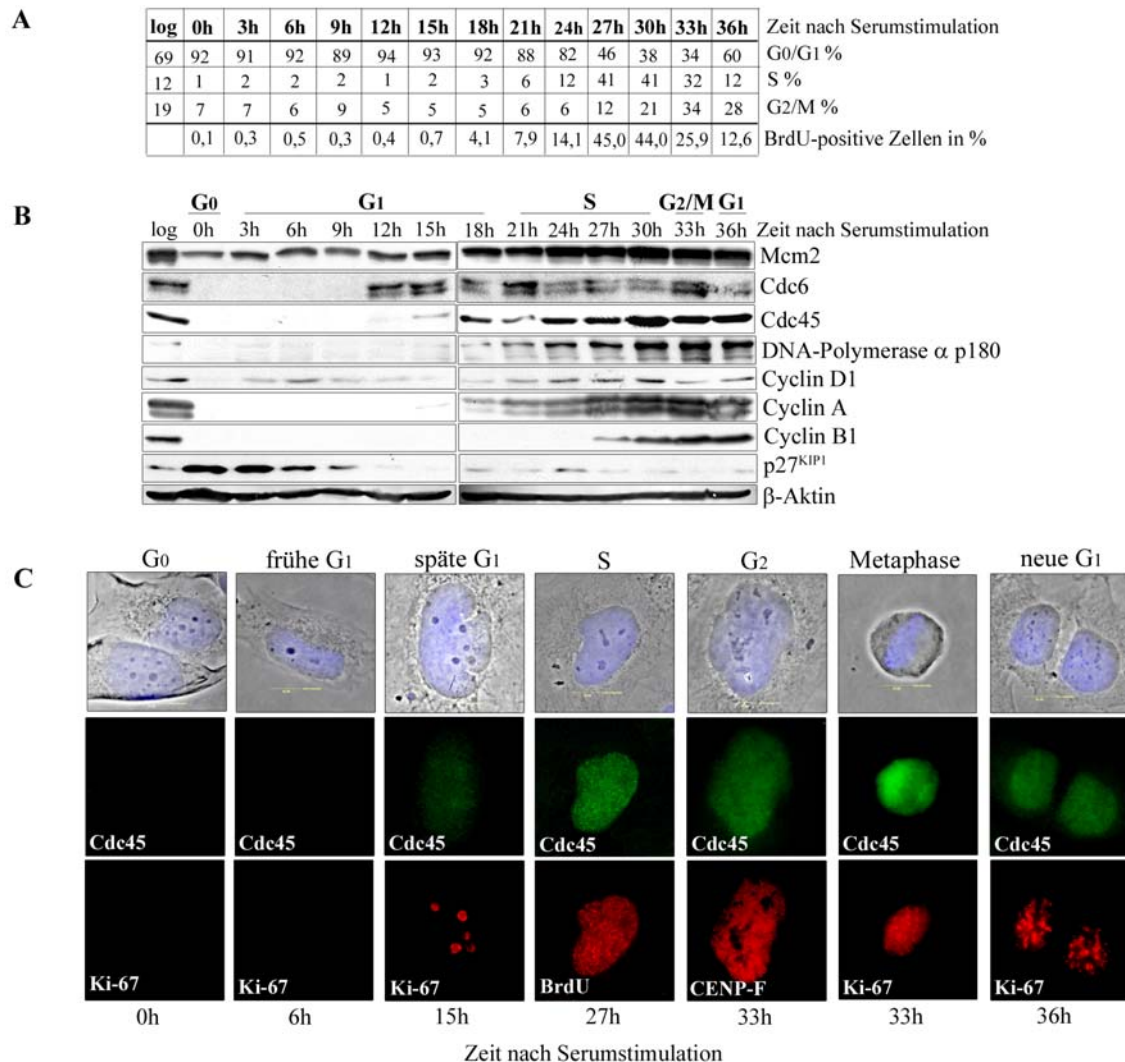 A
log 0h 3h 6h 9h 12h 15h 18h 21h 24h 27h 30h 33h 36h Zeit nach Serumstimulation
69 92 91 92 89 94 93 92 88 82 46 38 34 60 G0/G1 %
12 1 2 2 2 1 2 3 6 12 41 41 32 12 S %
19 7 7 6 9 5 5 5 6 6 12 21 34 28 G2/M %
0,1 0,3 0,5 0,3 0,4 0,7 4,1 7,9 14,1 45,0 44,0 25,9 12,6 BrdU-positive Zellen in %
B
G0 G1 S G2/M G1
log 0h 3h 6h 9h 12h 15h 18h 21h 24h 27h 30h 33h 36h Zeit nach Serumstimulation
Mcm2
Cdc6
Cdc45
DNA-Polymerase α p180
Cyclin D1
Cyclin A
Cyclin B1
p27KIP1
β-Aktin
C
G0 frühe G1 späte G1 S G2 Metaphase neue G1
Cdc45 Cdc45 Cdc45 Cdc45 Cdc45 Cdc45 Cdc45
Ki-67 Ki-67 Ki-67 BrdU CENP-F Ki-67 Ki-67
0h 6h 15h 27h 33h 33h 36h
Zeit nach Serumstimulation